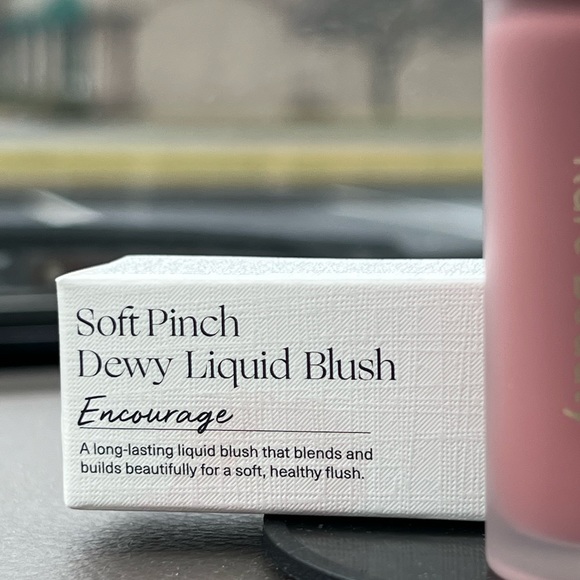 Soft Pinch
Dewy Liquid Blush
Encourage
A long-lasting liquid blush that blends and
builds beautifully for a soft, healthy flush.